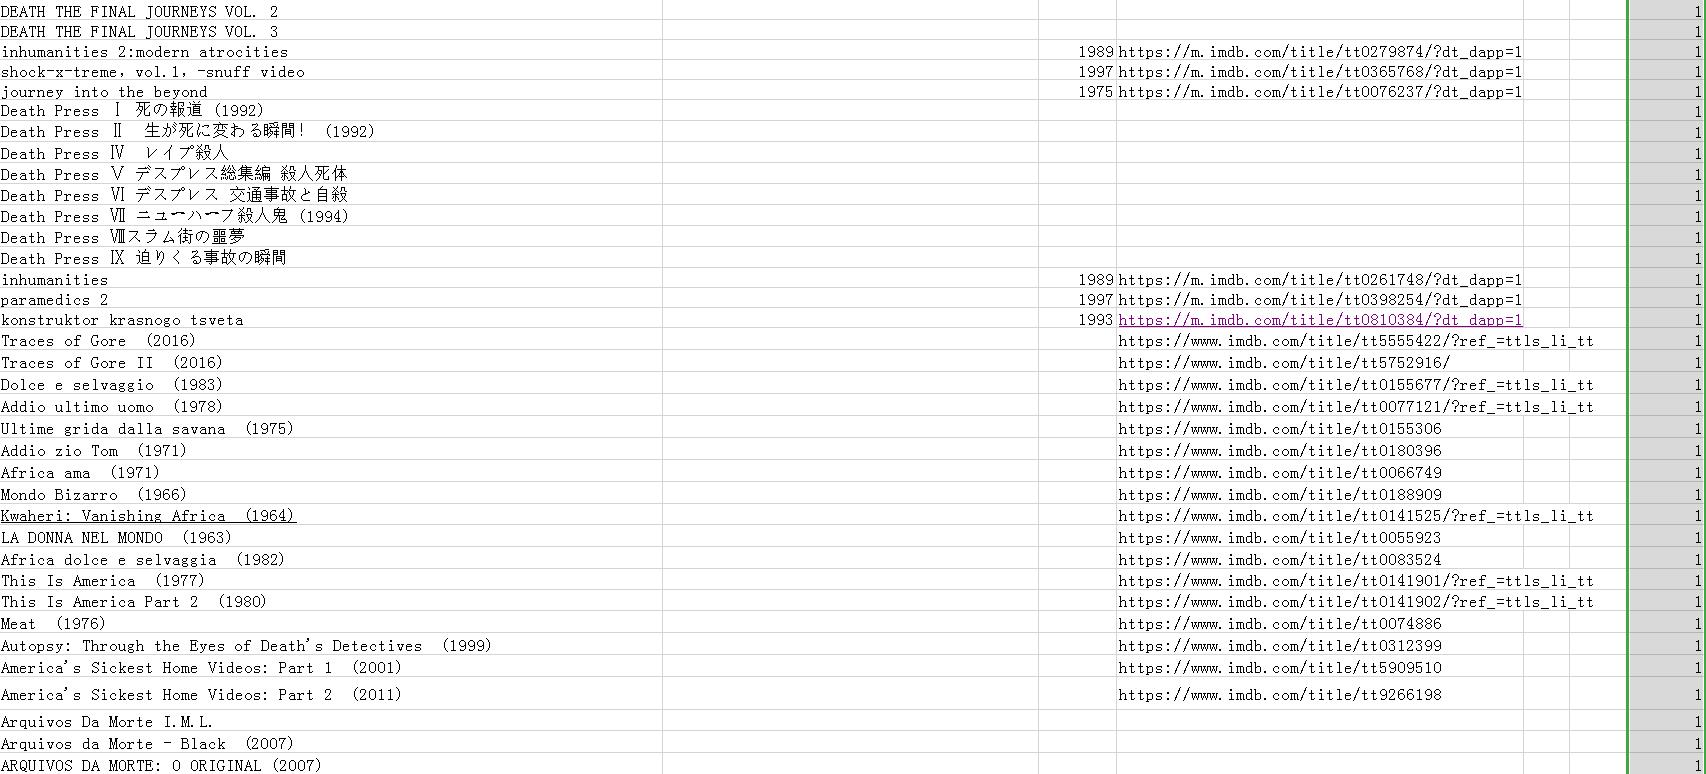 DEATH THE FINAL JOURNEYS VOL. 2 1
DEATH THE FINAL JOURNEYS VOL. 3 1
inhumanities 2:modern atrocities 1989 https://m.imdb.com/title/tt0279874/?dt_dapp=1 1
shock-x-treme, vol.1, -snuff video 1997 https://m.imdb.com/title/tt0365768/?dt_dapp=1 1
journey into the beyond 1975 https://m.imdb.com/title/tt0076237/?dt_dapp=1 1
Death Press Ⅰ 死の報道 (1992) 1
Death Press Ⅱ 生が死に変わる瞬間! (1992) 1
Death Press Ⅳ レイプ殺人 1
Death Press Ⅴ デスプレス総集編 殺人死体 1
Death Press Ⅵ デスプレス 交通事故と自殺 1
Death Press Ⅶ ニューハーフ殺人鬼 (1994) 1
Death Press Ⅷスラム街の噩夢 1
Death Press Ⅸ 迫りくる事故の瞬間 1
inhumanities 1989 https://m.imdb.com/title/tt0261748/?dt_dapp=1 1
paramedics 2 1997 https://m.imdb.com/title/tt0398254/?dt_dapp=1 1
konstruktor krasnogo tsveta 1993 https://m.imdb.com/title/tt0810384/?dt_dapp=1 1
Traces of Gore (2016) https://www.imdb.com/title/tt5555422/?ref_=ttls_li_tt 1
Traces of Gore II (2016) https://www.imdb.com/title/tt5752916/ 1
Dolce e selvaggio (1983) https://www.imdb.com/title/tt0155677/?ref_=ttls_li_tt 1
Addio ultimo uomo (1978) https://www.imdb.com/title/tt0077121/?ref_=ttls_li_tt 1
Ultime grida dalla savana (1975) https://www.imdb.com/title/tt0155306 1
Addio zio Tom (1971) https://www.imdb.com/title/tt0180396 1
Africa ama (1971) https://www.imdb.com/title/tt0066749 1
Mondo Bizarro (1966) https://www.imdb.com/title/tt0188909 1
Kwaheri: Vanishing Africa (1964) https://www.imdb.com/title/tt0141525/?ref_=ttls_li_tt 1
LA DONNA NEL MONDO (1963) https://www.imdb.com/title/tt0055923 1
Africa dolce e selvaggia (1982) https://www.imdb.com/title/tt0083524 1
This Is America (1977) https://www.imdb.com/title/tt0141901/?ref_=ttls_li_tt 1
This Is America Part 2 (1980) https://www.imdb.com/title/tt0141902/?ref_=ttls_li_tt 1
Meat (1976) https://www.imdb.com/title/tt0074886 1
Autopsy: Through the Eyes of Death's Detectives (1999) https://www.imdb.com/title/tt0312399 1
America's Sickest Home Videos: Part 1 (2001) https://www.imdb.com/title/tt5909510 1
America's Sickest Home Videos: Part 2 (2011) https://www.imdb.com/title/tt9266198 1
Arquivos Da Morte I.M.L. 1
Arquivos da Morte - Black (2007) 1
ARQUIVOS DA MORTE: O ORIGINAL (2007) 1